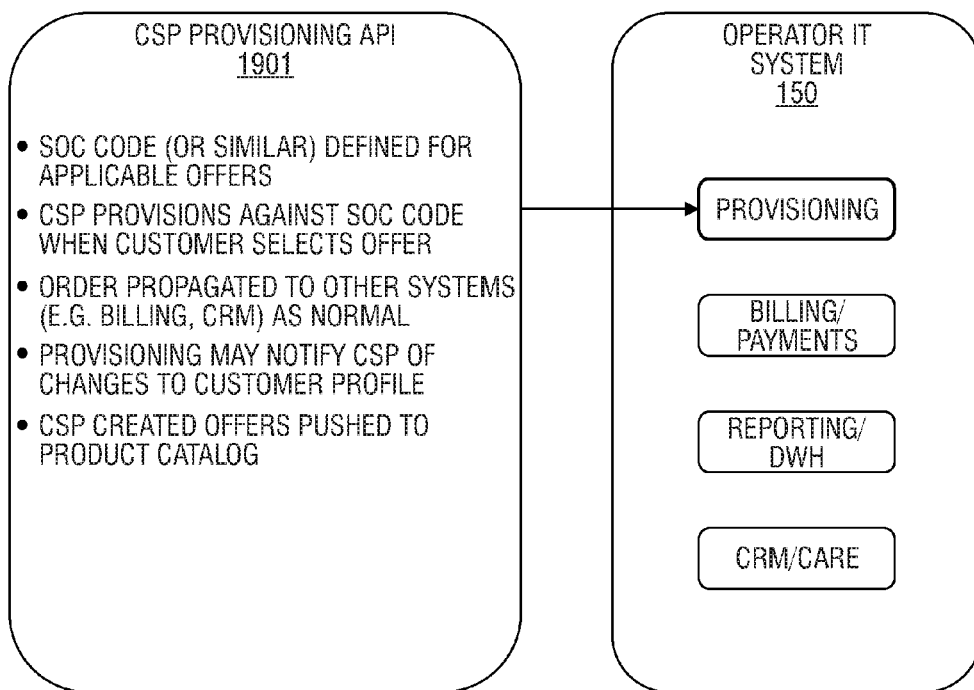 CSP PROVISIONING API
1901
• SOC CODE (OR SIMILAR) DEFINED FOR
APPLICABLE OFFERS
• CSP PROVISIONS AGAINST SOC CODE
WHEN CUSTOMER SELECTS OFFER
• ORDER PROPAGATED TO OTHER SYSTEMS
(E.G. BILLING, CRM) AS NORMAL
• PROVISIONING MAY NOTIFY CSP OF
CHANGES TO CUSTOMER PROFILE
• CSP CREATED OFFERS PUSHED TO
PRODUCT CATALOG
OPERATOR IT
SYSTEM
150
PROVISIONING
BILLING/
PAYMENTS
REPORTING/
DWH
CRM/CARE